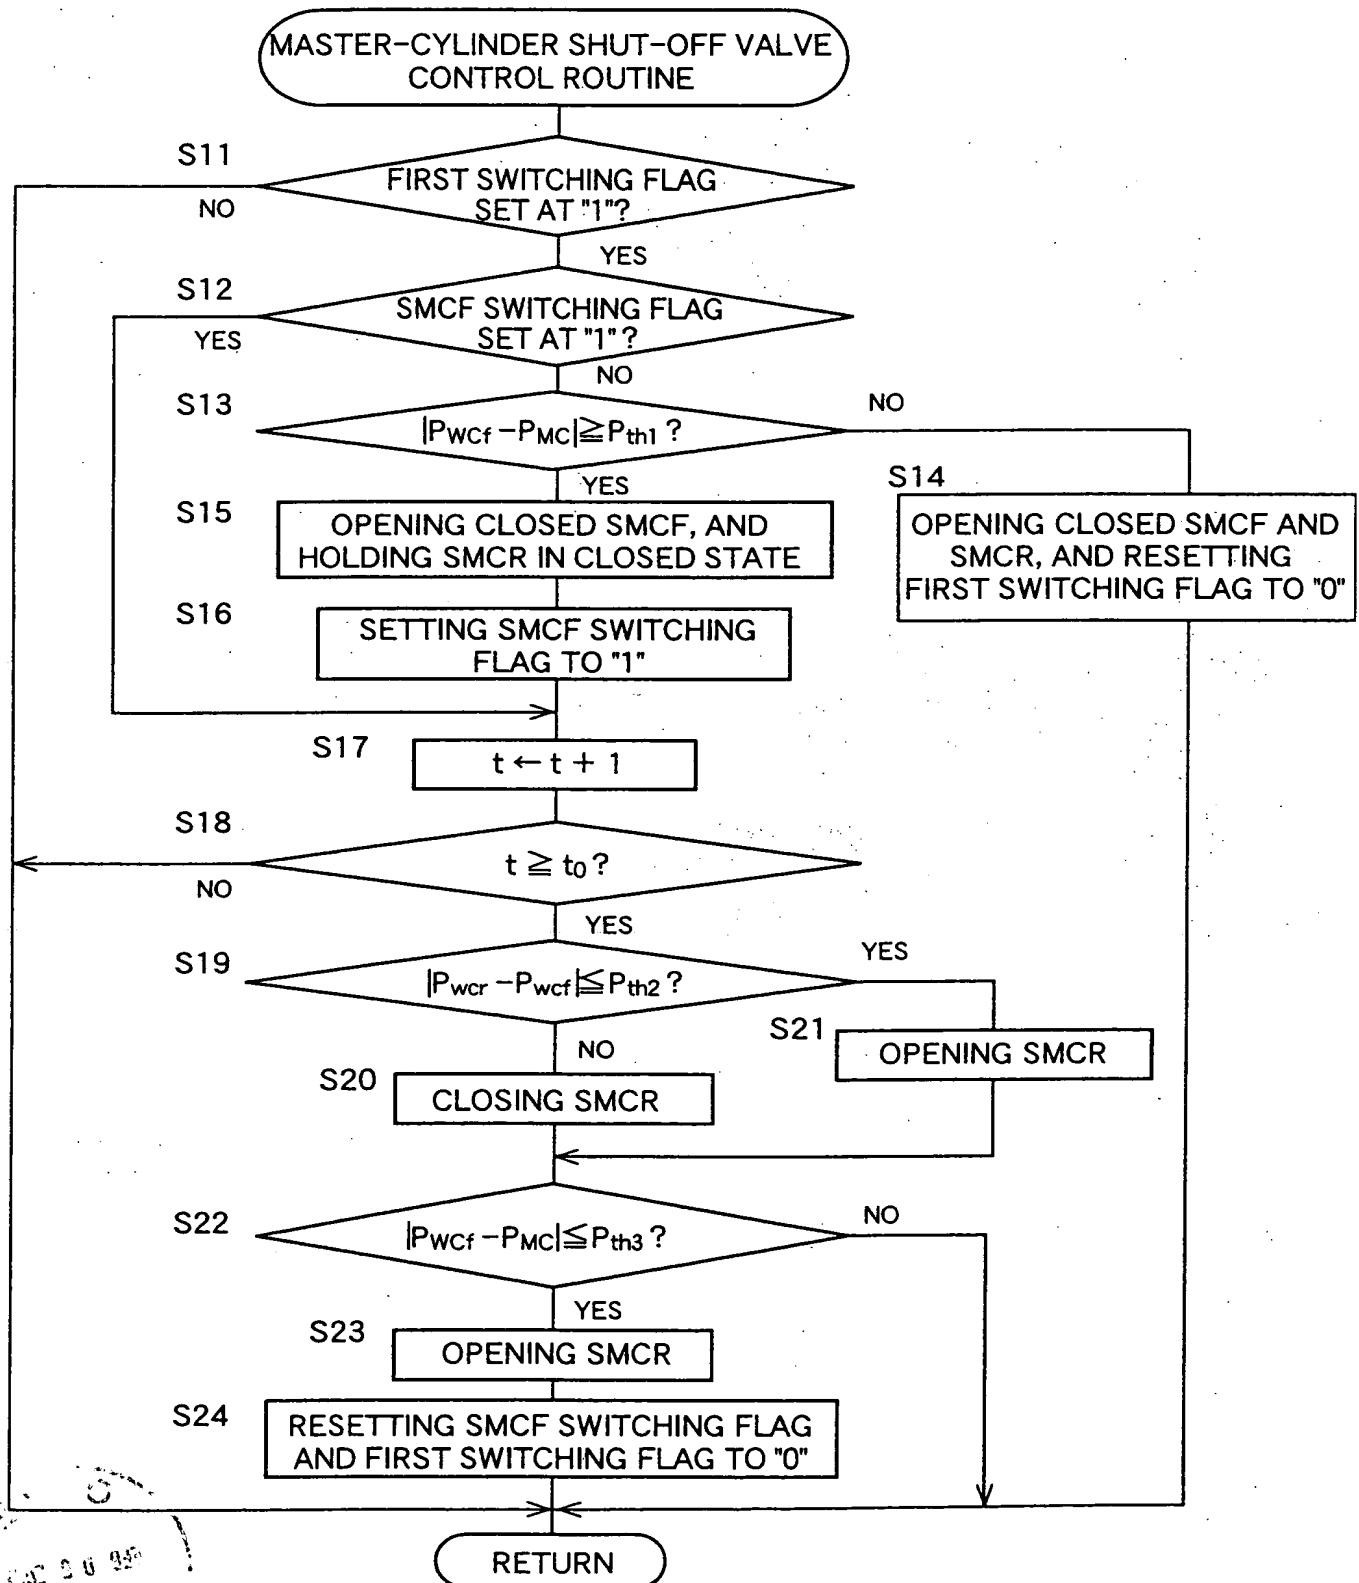 MASTER-CYLINDER SHUT-OFF VALVE
CONTROL ROUTINE
S11
FIRST SWITCHING FLAG
SET AT "1"?
NO
YES
S12
SMCF SWITCHING FLAG
SET AT "1"?
YES
NO
S13
|PWCf-PMC|≧Pth1?
NO
YES
S14
OPENING CLOSED SMCF AND
SMCR, AND RESETTING
FIRST SWITCHING FLAG TO "0"
S15
OPENING CLOSED SMCF, AND
HOLDING SMCR IN CLOSED STATE
S16
SETTING SMCF SWITCHING
FLAG TO "1"
S17
t ← t + 1
S18
t ≧ t0?
NO
YES
S19
|Pwcr-Pwcf|≦Pth2?
YES
NO
S21
OPENING SMCR
S20
CLOSING SMCR
S22
|PWCf-PMC|≦Pth3?
NO
YES
S23
OPENING SMCR
S24
RESETTING SMCF SWITCHING FLAG
AND FIRST SWITCHING FLAG TO "0"
RETURN